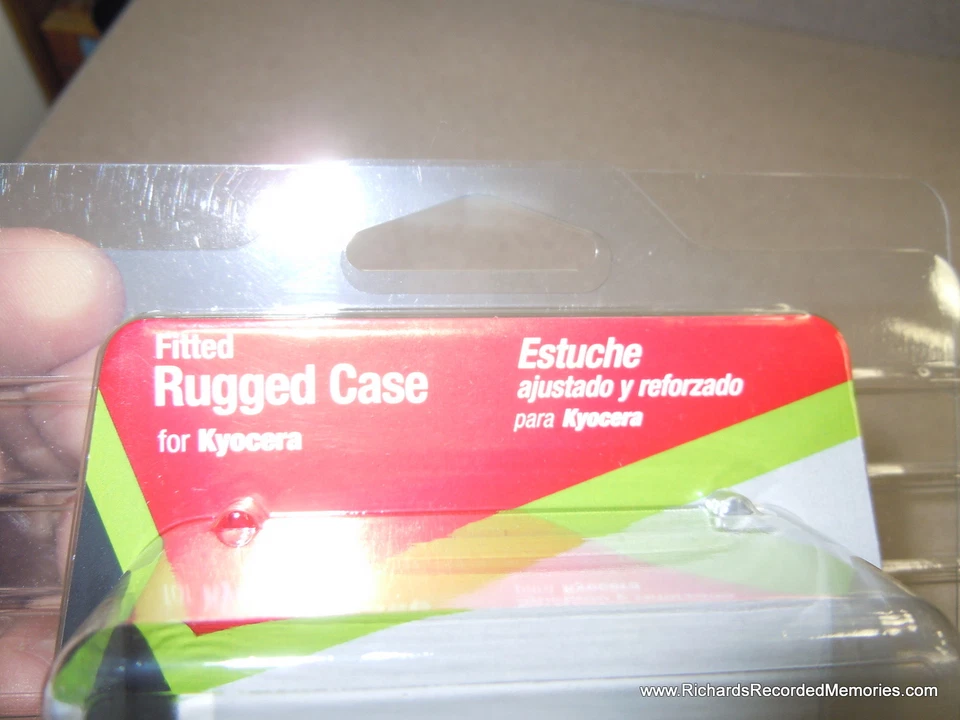 Fitted
Rugged Case
for Kyocera
Estuche
ajustado y reforzado
para Kyocera
www.RichardsRecordedMemories.com